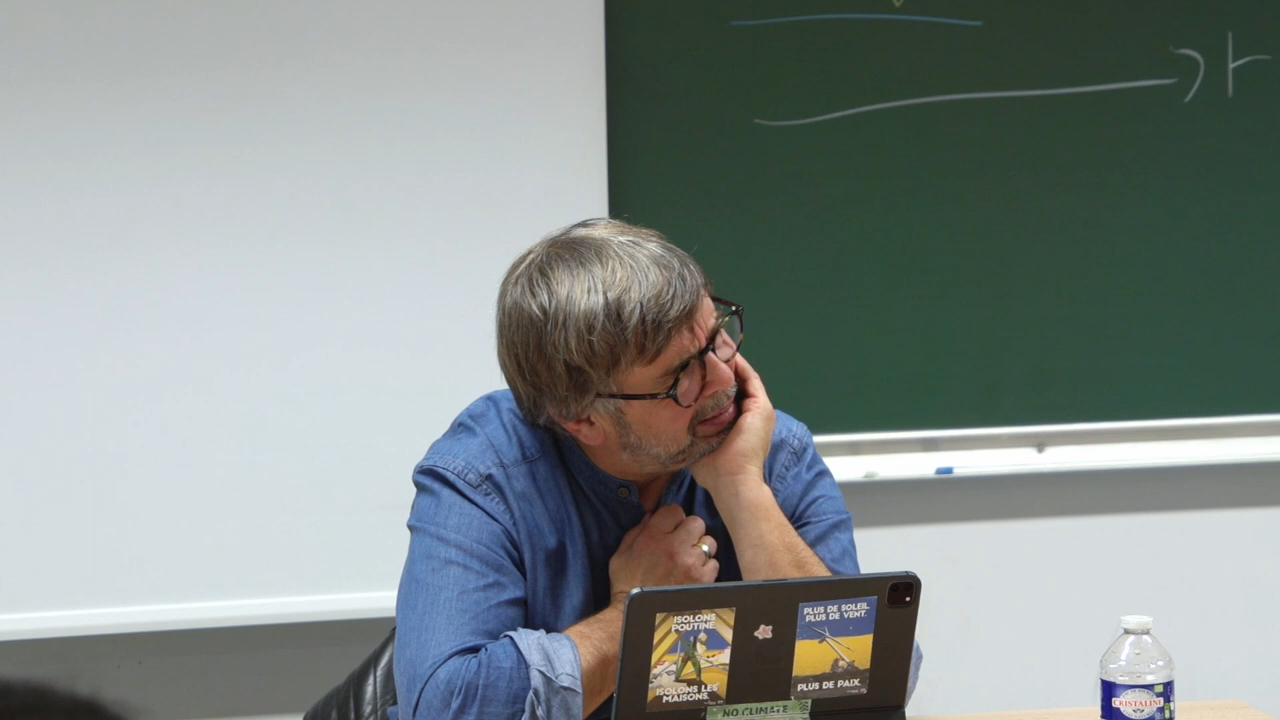 ISOLONS
POUTINE
ISOLONS LES
MAISONS.
PLUS DE SOLEIL.
PLUS DE VENT.
PLUS DE PAIX.
NO CLIMATE
CRISTALINE